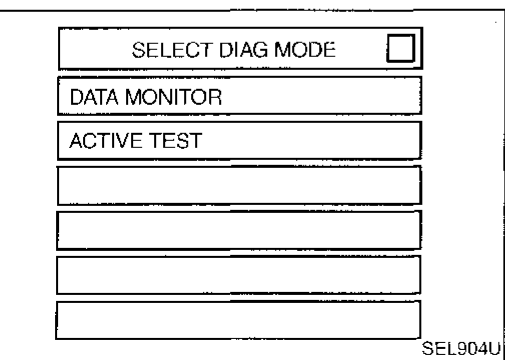 SELECT DIAG MODE
DATA MONITOR
ACTIVE TEST
SEL904U